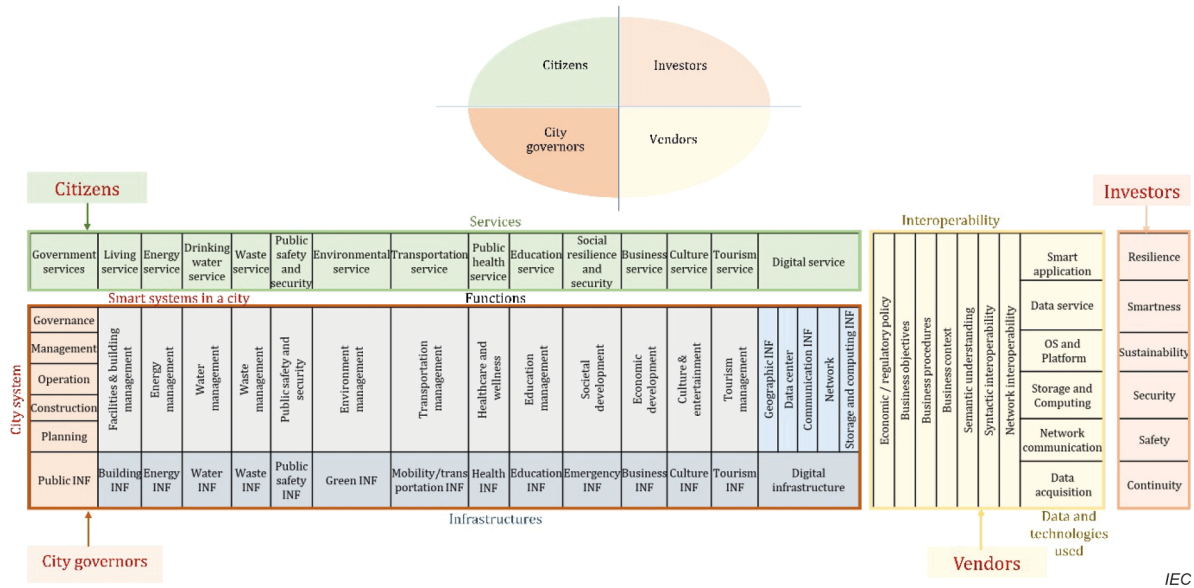 Citizens
Investors
City
governors
Vendors
Citizens
Investors
Services
Interoperability
Government
services
Living
service
Energy
service
Drinking
water
service
Waste
service
Public
safety
and
security
Environmental
service
Transportation
service
Public
health
service
Education
service
Social
resilience
and
security
Business
service
Culture
service
Tourism
service
Digital service
Smart systems in a city
Functions
City system
Governance
Management
Operation
Construction
Planning
Facilities & building
management
Energy
management
Water
management
Waste
management
Public safety and
security
Environment
management
Transportation
management
Healthcare and
wellness
Education
management
Societal
development
Economic
development
Culture &
entertainment
Tourism
management
Geographic INF
Data center
Communication INF
Network
Storage and computing INF
Public INF
Building
INF
Energy
INF
Water
INF
Waste
INF
Public
safety
INF
Green INF
Mobility/trans
portation INF
Health
INF
Education
INF
Emergency
INF
Business
INF
Culture
INF
Tourism
INF
Digital
infrastructure
Infrastructures
Economic / regulatory policy
Business objectives
Business procedures
Business context
Semantic understanding
Syntactic interoperability
Network interoperability
Smart
application
Data service
OS and
Platform
Storage and
Computing
Network
communication
Data
acquisition
Data and
technologies
used
Resilience
Smartness
Sustainability
Security
Safety
Continuity
City governors
Vendors
IEC